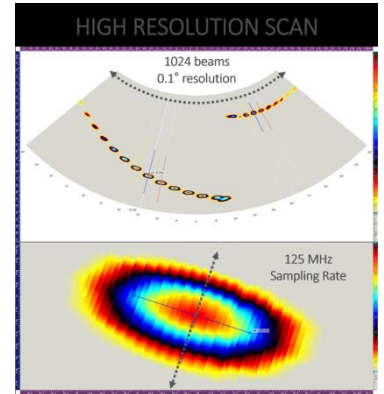 HIGH RESOLUTION SCAN
1024 beams
0.1° resolution
125 MHz
Sampling Rate